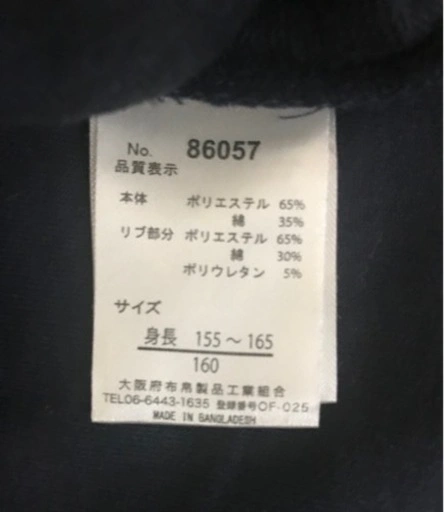 No. 86057
品質表示
本体 ポリエステル 65%
綿 35%
リブ部分 ポリエステル 65%
綿 30%
ポリウレタン 5%
サイズ
身長 155～165
160
大阪府布帛製品工業組合
TEL06-6443-1635 登録番号OF-025
MADE IN BANGLADESH